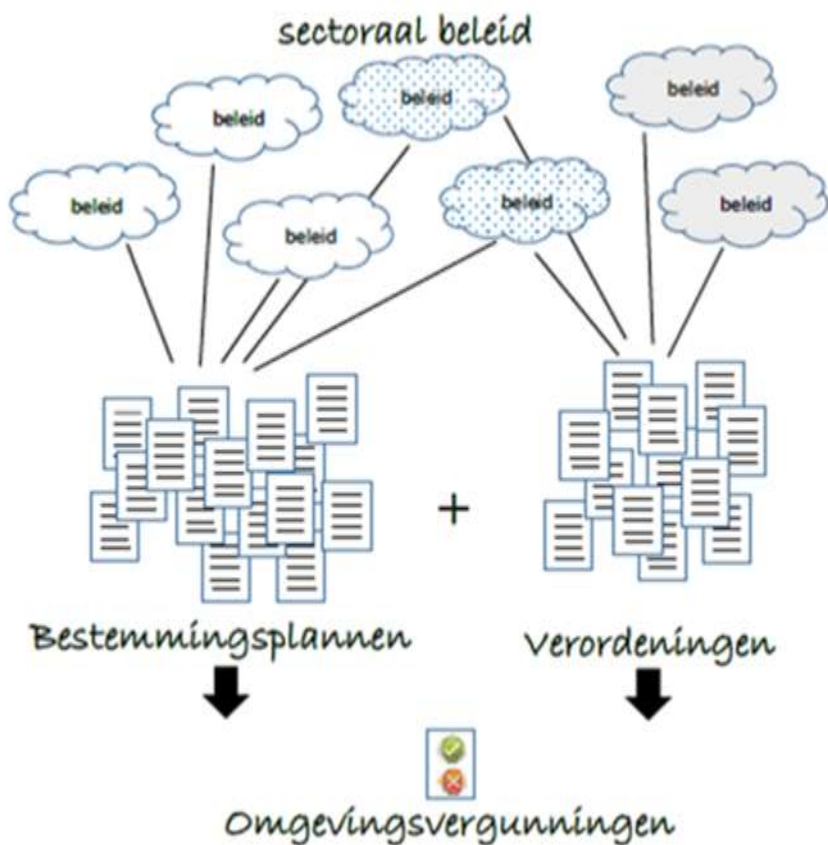 sectoraal beleid
beleid
beleid
beleid
beleid
beleid
beleid
beleid
+
Bestemmingsplannen
Verordeningen
Omgevingsvergunningen